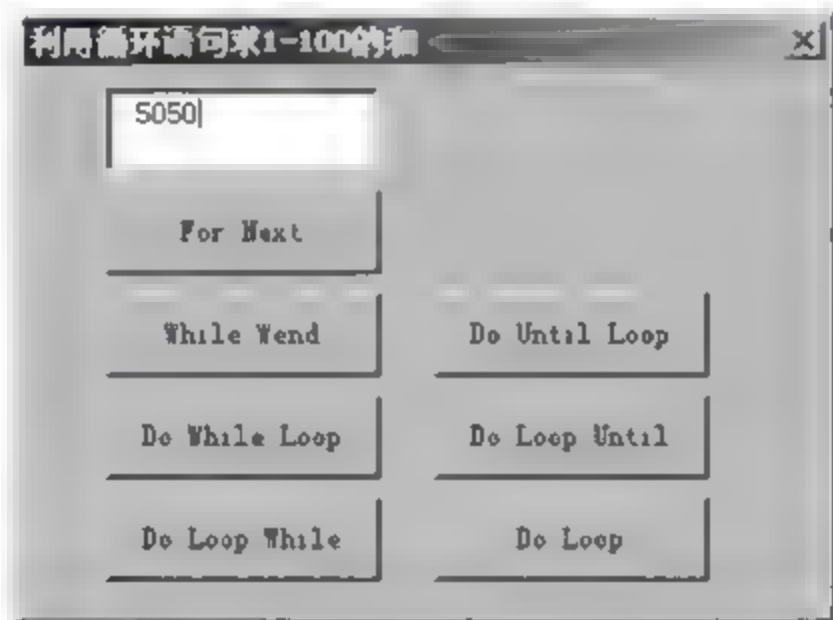 利用循环语句求1-100的和
5050
For Next
While Wend
Do Until Loop
Do While Loop
Do Loop Until
Do Loop While
Do Loop